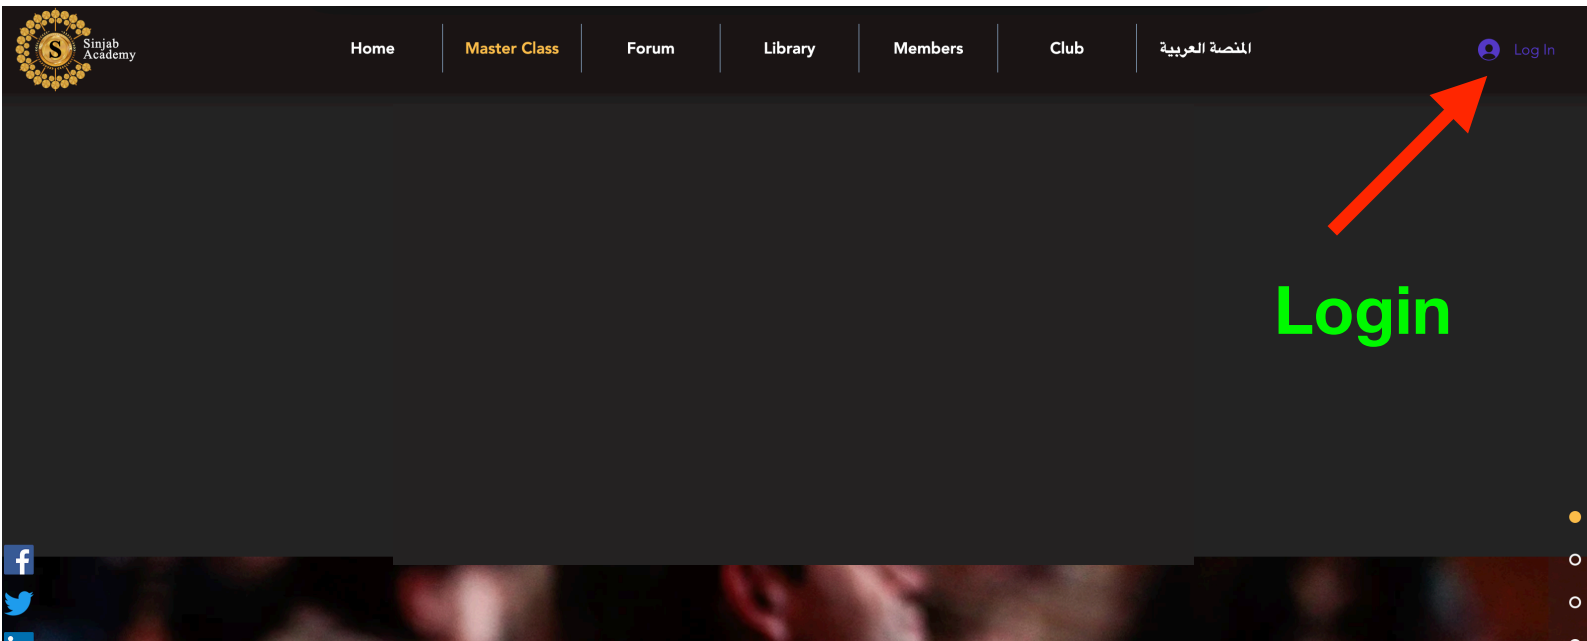 Sinjab
Academy
Home
Master Class
Forum
Library
Members
Club
المنصة العربية
Log In
Login